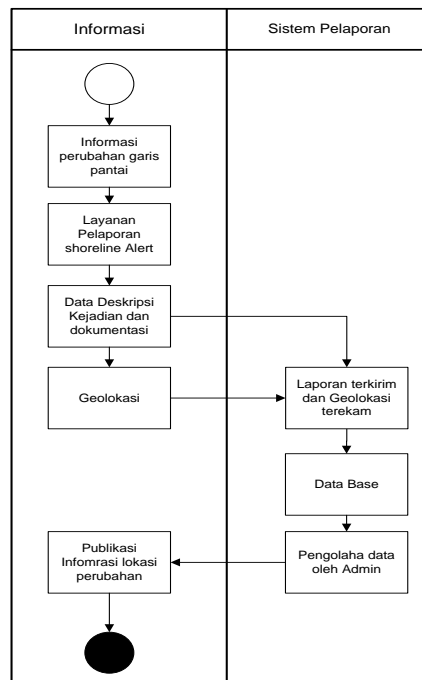 Informasi
Sistem Pelaporan
Informasi
perubahan garis
pantai
Layanan
Pelaporan
shoreline Alert
Data Deskripsi
Kejadian dan
dokumentasi
Geolokasi
Laporan terkirim
dan Geolokasi
terekam
Data Base
Pengolaha data
oleh Admin
Publikasi
Infomrasi lokasi
perubahan